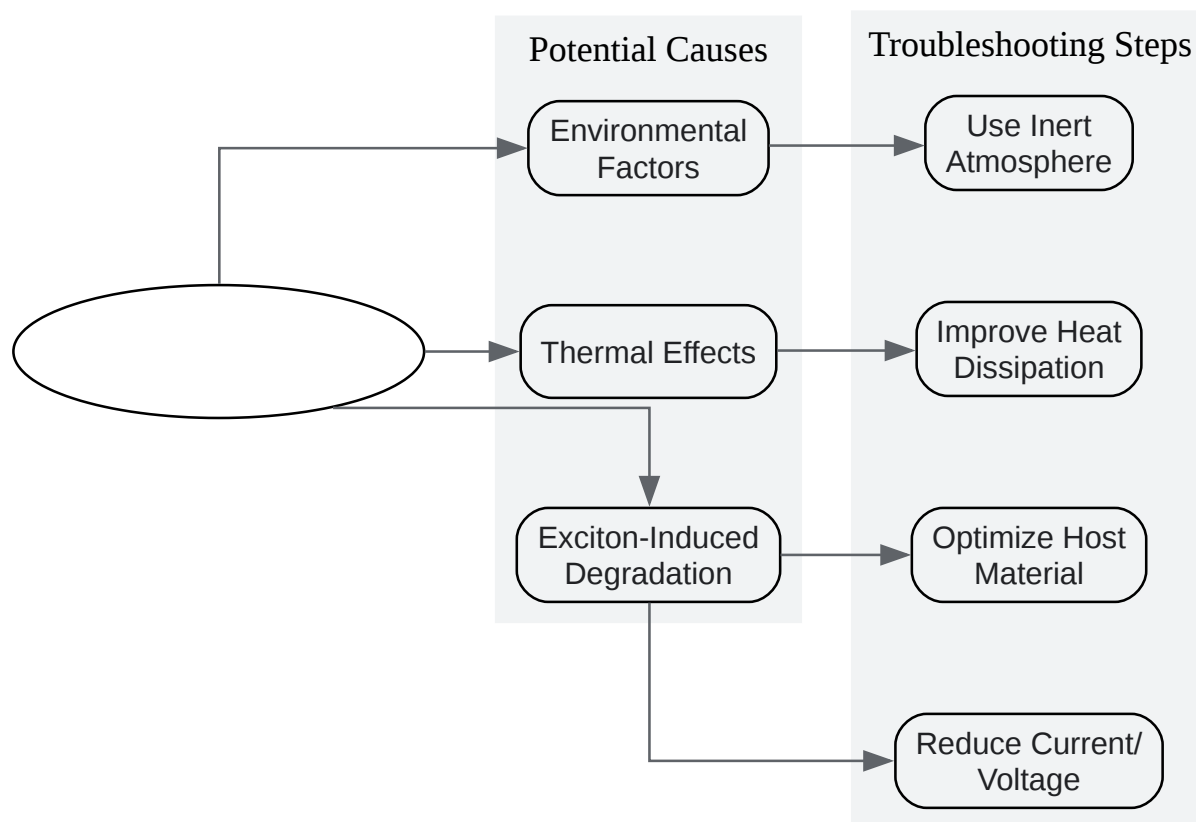 Potential Causes
Troubleshooting Steps
Environmental
Factors
Use Inert
Atmosphere
Thermal Effects
Improve Heat
Dissipation
Exciton-Induced
Degradation
Optimize Host
Material
Reduce Current/
Voltage